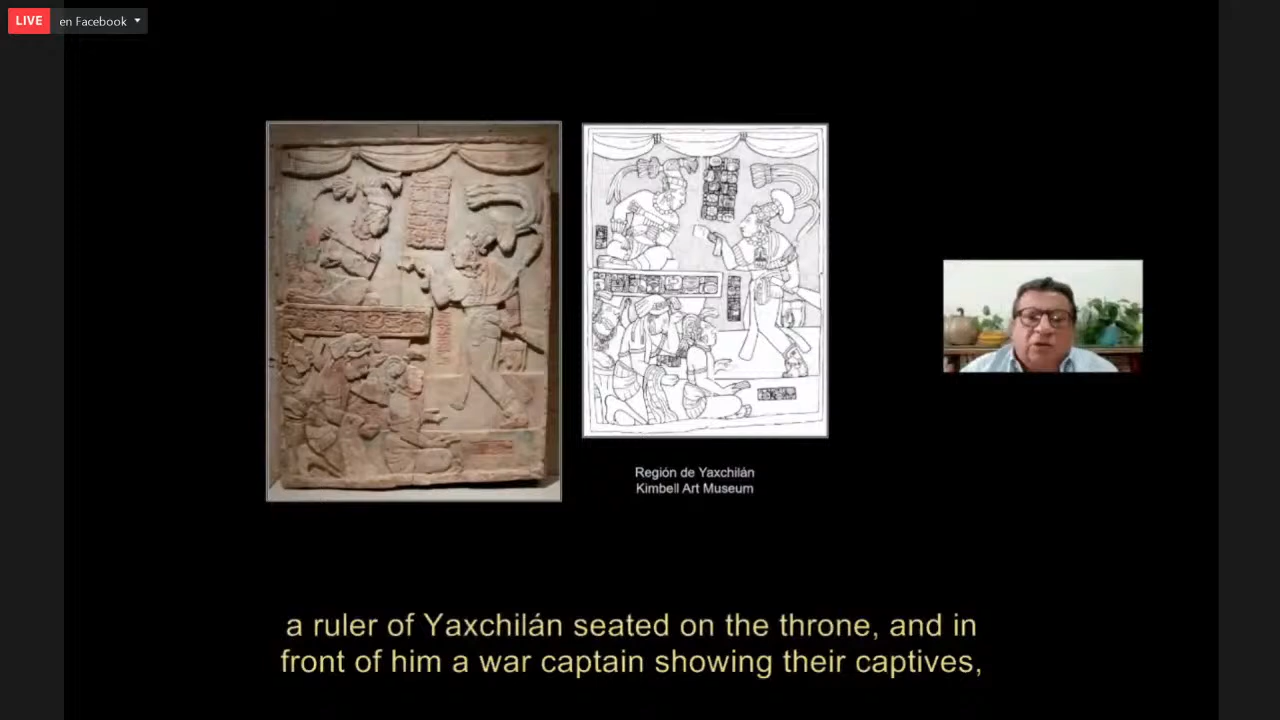 LIVE en Facebook
Región de Yaxchilán
Kimbell Art Museum
a ruler of Yaxchilán seated on the throne, and in
front of him a war captain showing their captives,